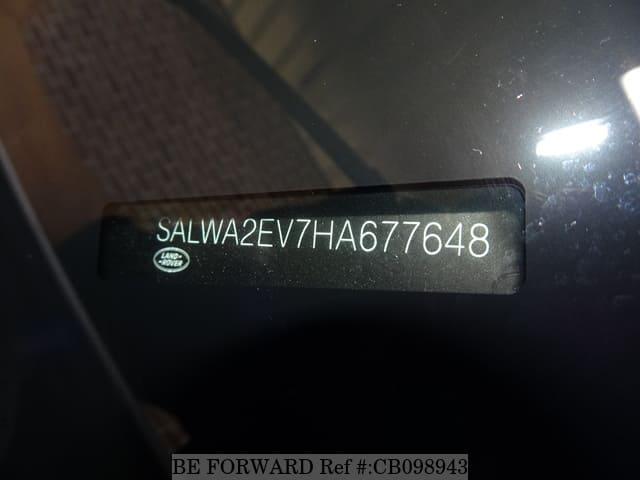 SALWA2EV7HA677648
LAND-
ROVER
BE FORWARD Ref #:CB098943